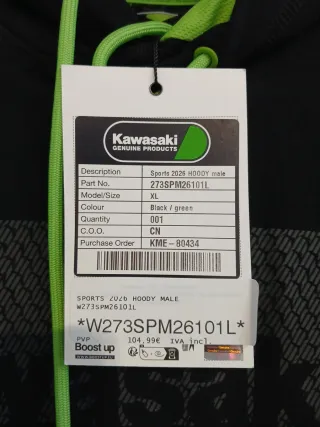 Kawasaki
GENUINE PRODUCTS
Description Sports 2026 HOODY male
Part No. 273SPM26101L
Model/Size XL
Colour Black / green
Quantity 001
C.O.O. CN
Purchase Order KME-80434
SPORTS 2026 HOODY MALE
W273SPM26101L
*W273SPM26101L*
PVP 104,99€ IVA incl.
Boost up